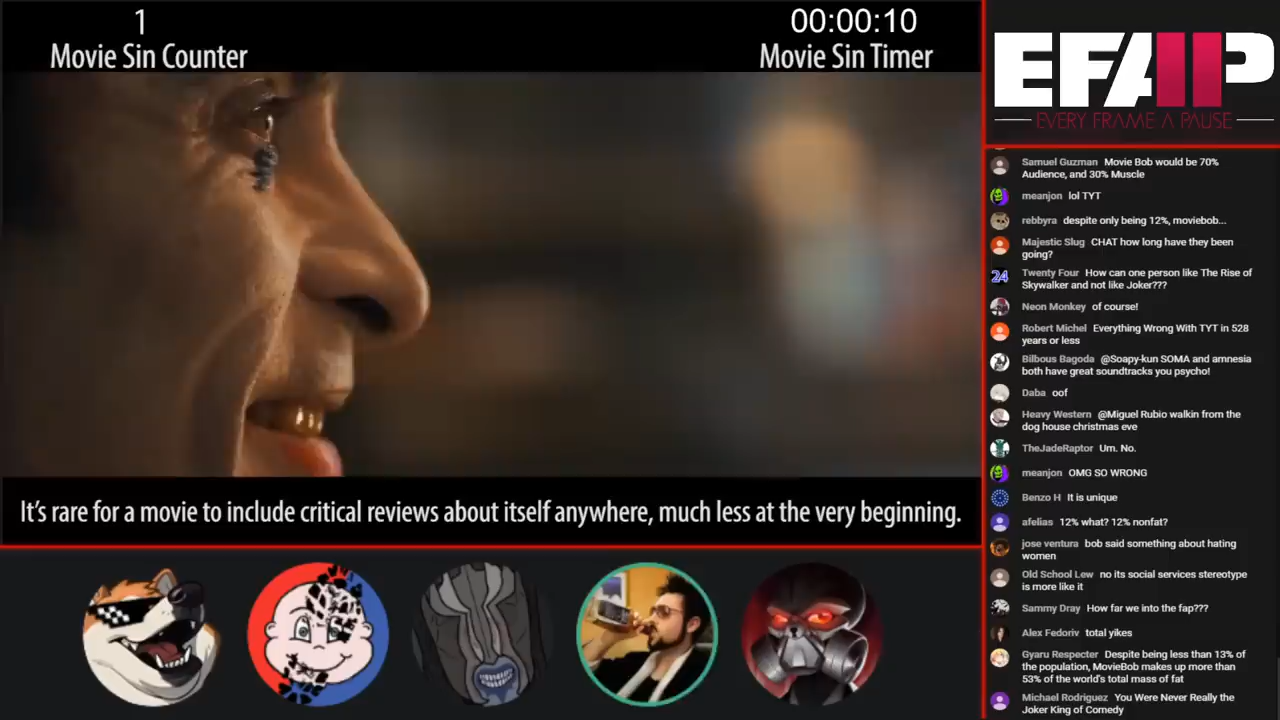 1
Movie Sin Counter
00:00:10
Movie Sin Timer
It's rare for a movie to include critical reviews about itself anywhere, much less at the very beginning.
EFAP
EVERY FRAME A PAUSE
Samuel Guzman Movie Bob would be 70%
Audience, and 30% Muscle
meanjon lol TYT
rebbyra despite only being 12%, moviebob...
Majestic Slug CHAT how long have they been
going?
24
Twenty Four How can one person like The Rise of
Skywalker and not like Joker???
Neon Monkey of course!
Robert Michel Everything Wrong With TYT in 528
years or less
Bilbous Bagoda @Soapy-kun SOMA and amnesia
both have great soundtracks you psycho!
Daba oof
Heavy Western @Miguel Rubio walkin from the
dog house christmas eve
TheJadeRaptor Um. No.
meanjon OMG SO WRONG
Benzo H It is unique
afelias 12% what? 12% nonfat?
jose ventura bob said something about hating
women
Old School Lew no its social services stereotype
is more like it
Sammy Dray How far we into the fap???
Alex Fedoriv total yikes
Gyaru Respecter Despite being less than 13% of
the population, MovieBob makes up more than
53% of the world's total mass of fat
Michael Rodriguez You Were Never Really the
Joker King of Comedy